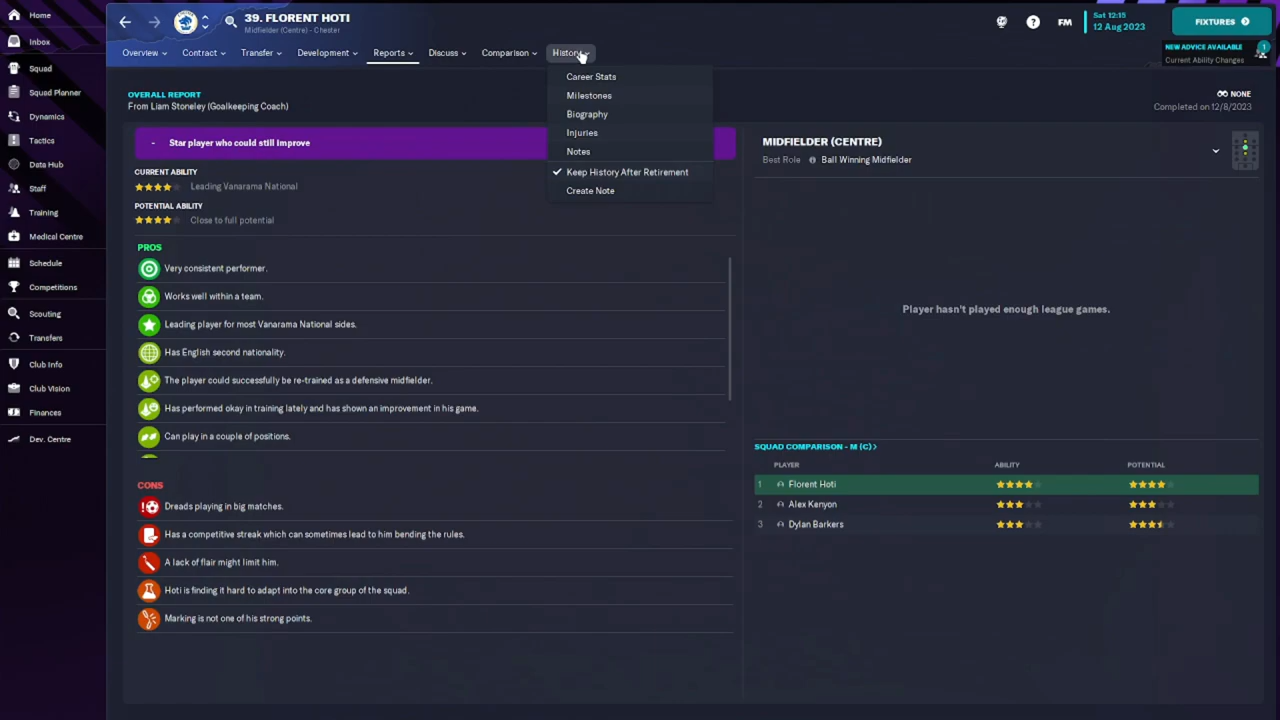 Home
Inbox
Squad
Squad Planner
Dynamics
Tactics
Data Hub
Staff
Training
Medical Centre
Schedule
Competitions
Scouting
Transfers
Club Info
Club Vision
Finances
Dev. Centre
39. FLORENT HOTI
Midfielder (Centre) - Chester
FM
Sat 12:15
12 Aug 2023
FIXTURES
Overview
Contract
Transfer
Development
Reports
Discuss
Comparison
History
NEW ADVICE AVAILABLE
1
Current Ability Changes
Career Stats
Milestones
Biography
Injuries
Notes
Keep History After Retirement
Create Note
OVERALL REPORT
From Liam Stoneley (Goalkeeping Coach)
NONE
Completed on 12/8/2023
- Star player who could still improve
CURRENT ABILITY
Leading Vanarama National
POTENTIAL ABILITY
Close to full potential
PROS
Very consistent performer.
Works well within a team.
Leading player for most Vanarama National sides.
Has English second nationality.
The player could successfully be re-trained as a defensive midfielder.
Has performed okay in training lately and has shown an improvement in his game.
Can play in a couple of positions.
CONS
Dreads playing in big matches.
Has a competitive streak which can sometimes lead to him bending the rules.
A lack of flair might limit him.
Hoti is finding it hard to adapt into the core group of the squad.
Marking is not one of his strong points.
MIDFIELDER (CENTRE)
Best Role Ball Winning Midfielder
Player hasn't played enough league games.
SQUAD COMPARISON - M (C)>
PLAYER ABILITY POTENTIAL
1 Florent Hoti
2 Alex Kenyon
3 Dylan Barkers